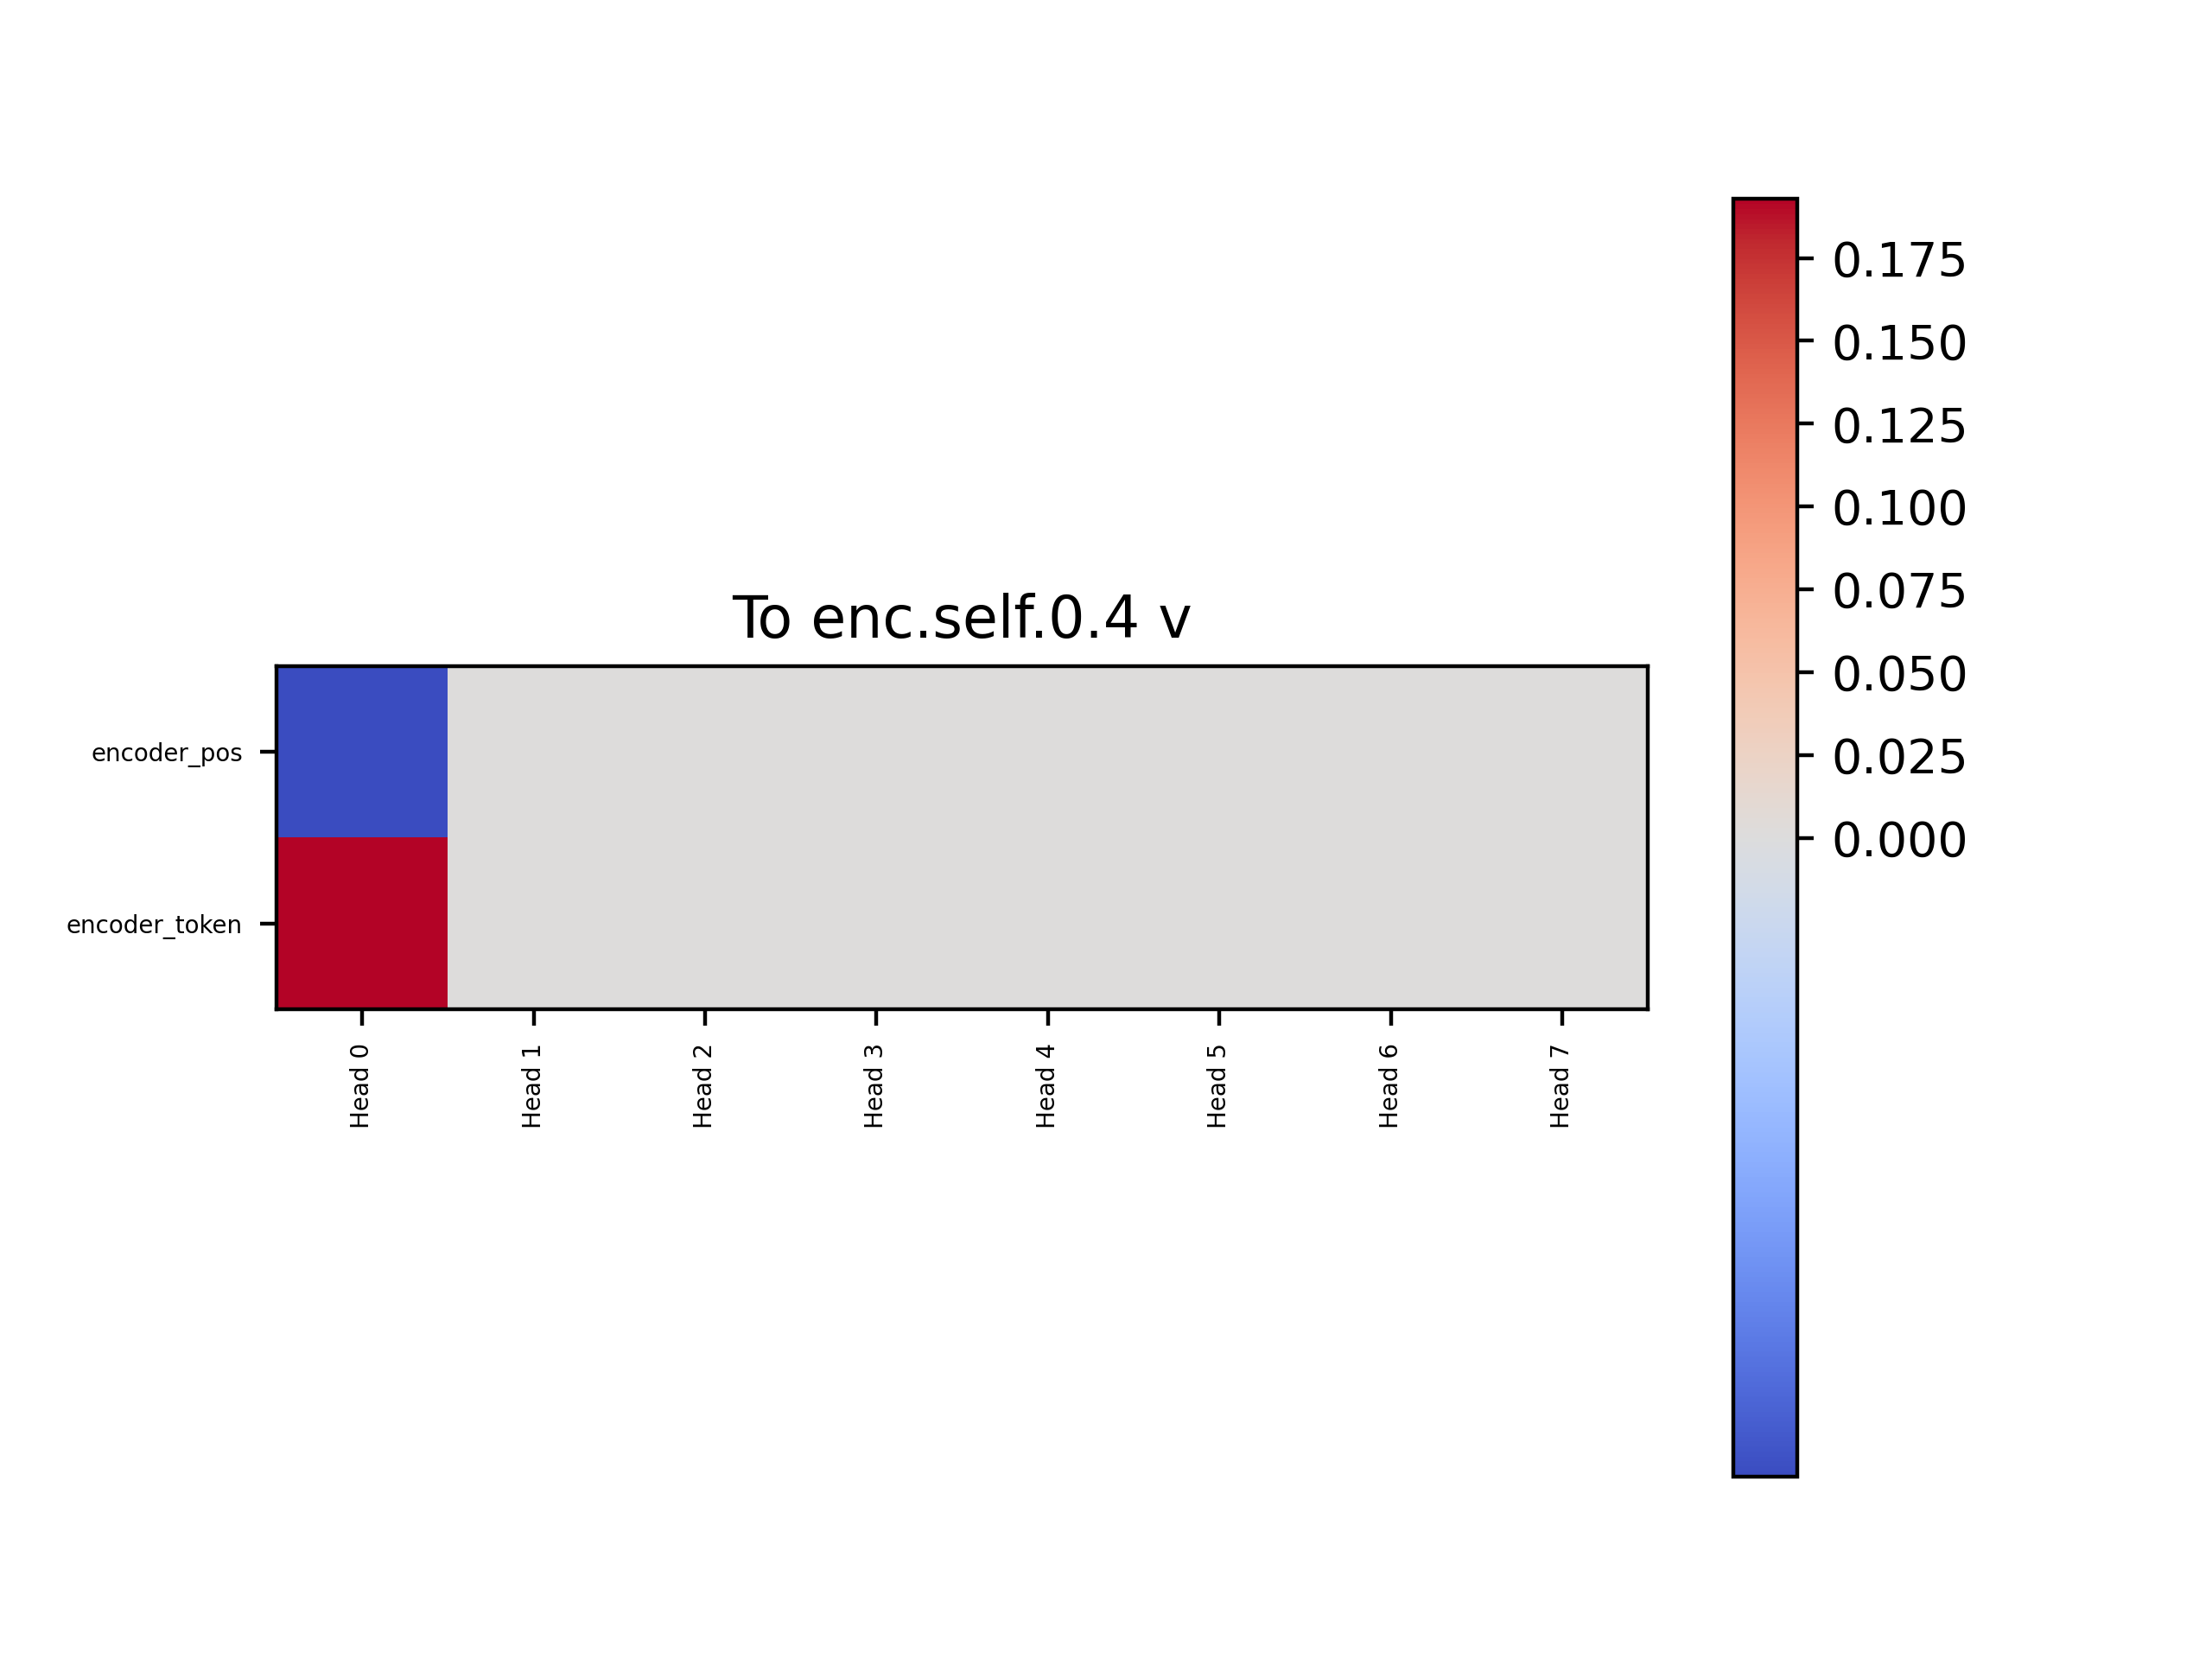 To enc.self.0.4 v
encoder_pos
encoder_token
Head 0
Head 1
Head 2
Head 3
Head 4
Head 5
Head 6
Head 7
0.175
0.150
0.125
0.100
0.075
0.050
0.025
0.000